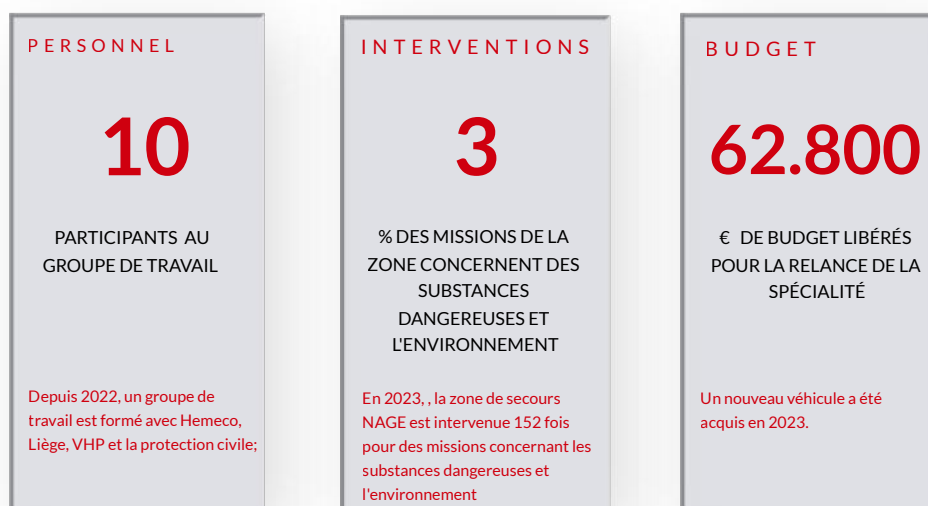 PERSONNEL
10
PARTICIPANTS AU
GROUPE DE TRAVAIL
Depuis 2022, un groupe de
travail est formé avec Hemeco,
Liège, VHP et la protection civile;
INTERVENTIONS
3
% DES MISSIONS DE LA
ZONE CONCERNENT DES
SUBSTANCES
DANGEREUSES ET
L'ENVIRONNEMENT
En 2023, , la zone de secours
NAGE est intervenue 152 fois
pour des missions concernant les
substances dangereuses et
l'environnement
BUDGET
62.800
€ DE BUDGET LIBÉRÉS
POUR LA RELANCE DE LA
SPÉCIALITÉ
Un nouveau véhicule a été
acquis en 2023.